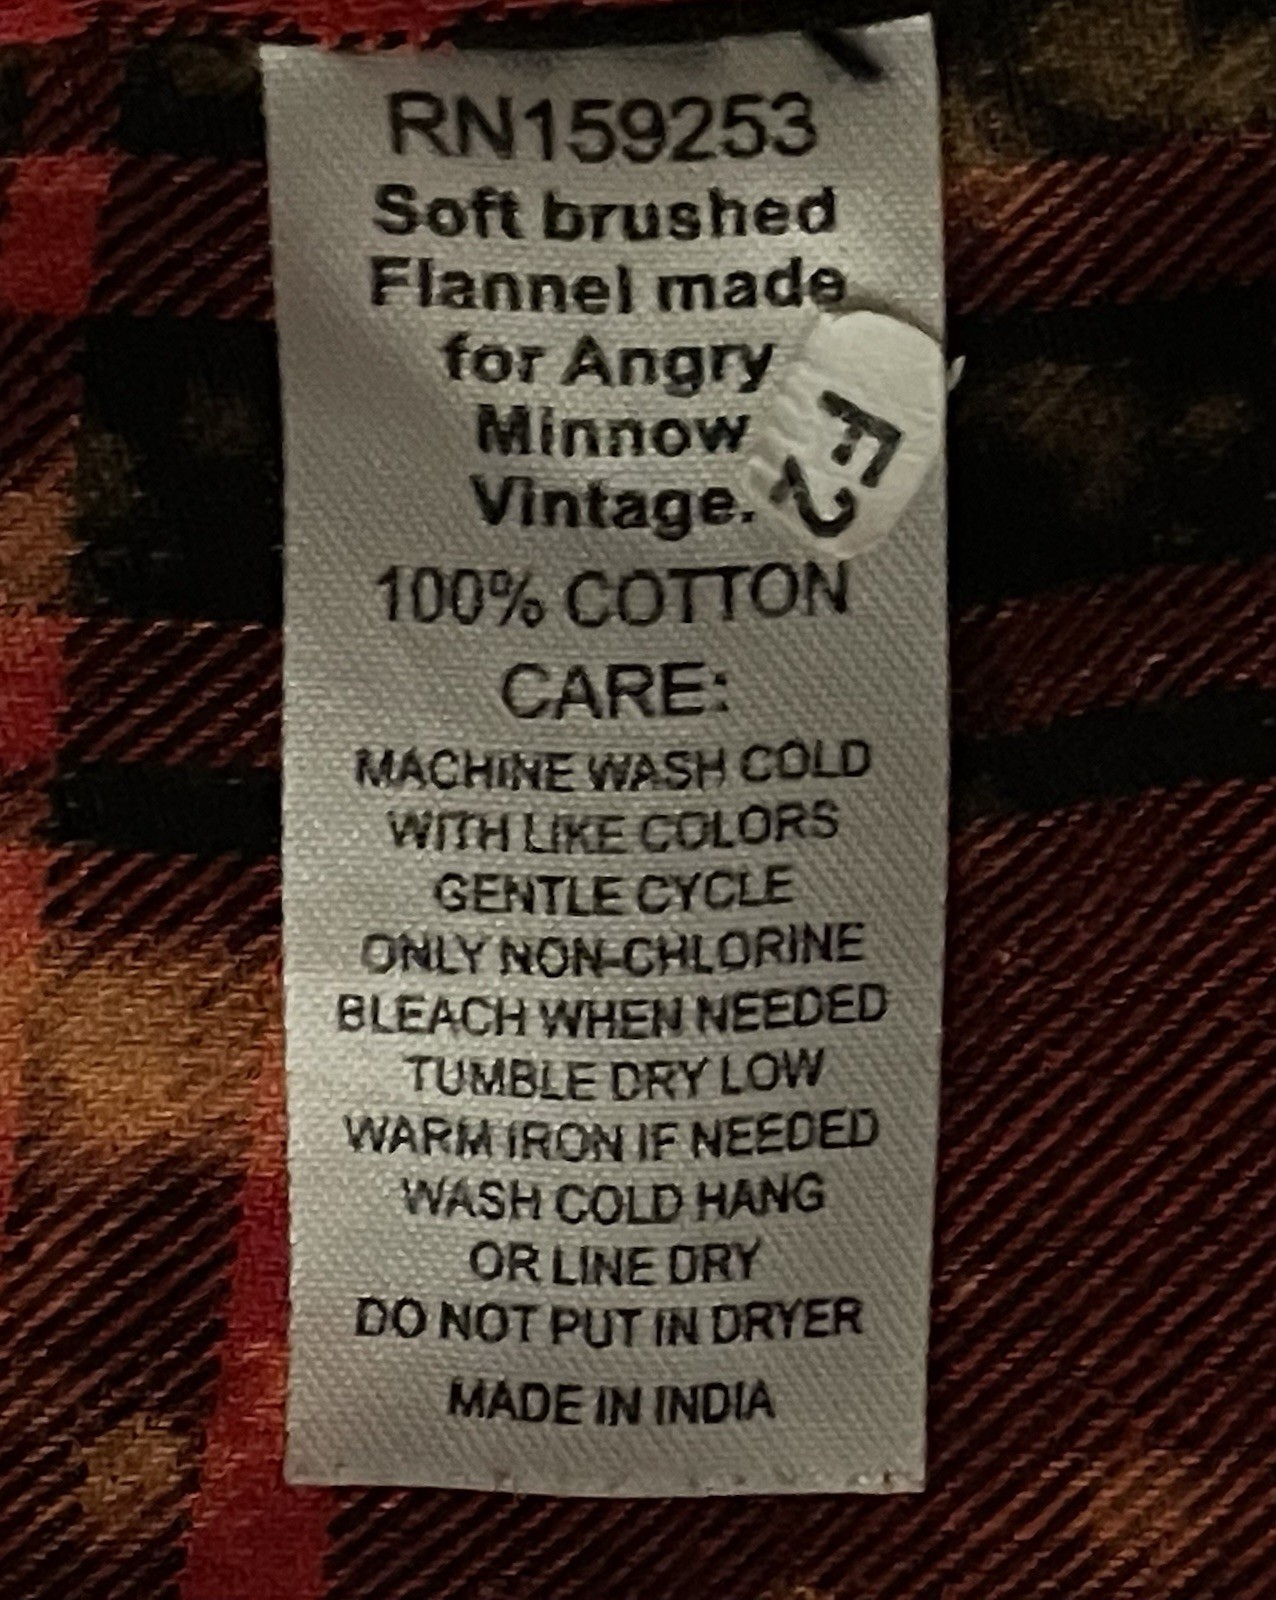 RN159253
Soft brushed
Flannel made
for Angry
Minnow
Vintage.
F2
100% COTTON
CARE:
MACHINE WASH COLD
WITH LIKE COLORS
GENTLE CYCLE
ONLY NON-CHLORINE
BLEACH WHEN NEEDED
TUMBLE DRY LOW
WARM IRON IF NEEDED
WASH COLD HANG
OR LINE DRY
DO NOT PUT IN DRYER
MADE IN INDIA